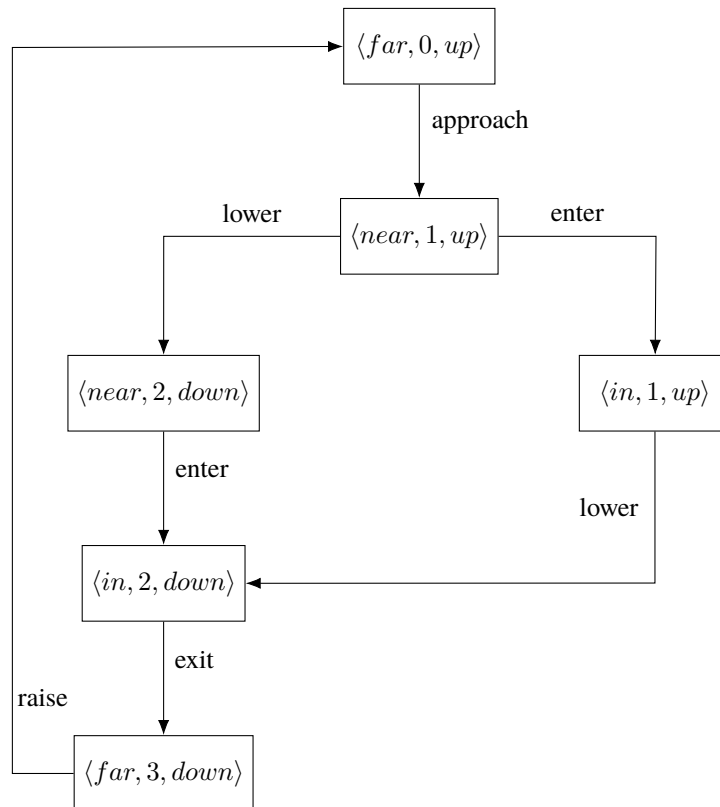 ⟨far, 0, up⟩
approach
lower
⟨near, 1, up⟩
enter
⟨near, 2, down⟩
⟨in, 1, up⟩
enter
lower
⟨in, 2, down⟩
exit
raise
⟨far, 3, down⟩